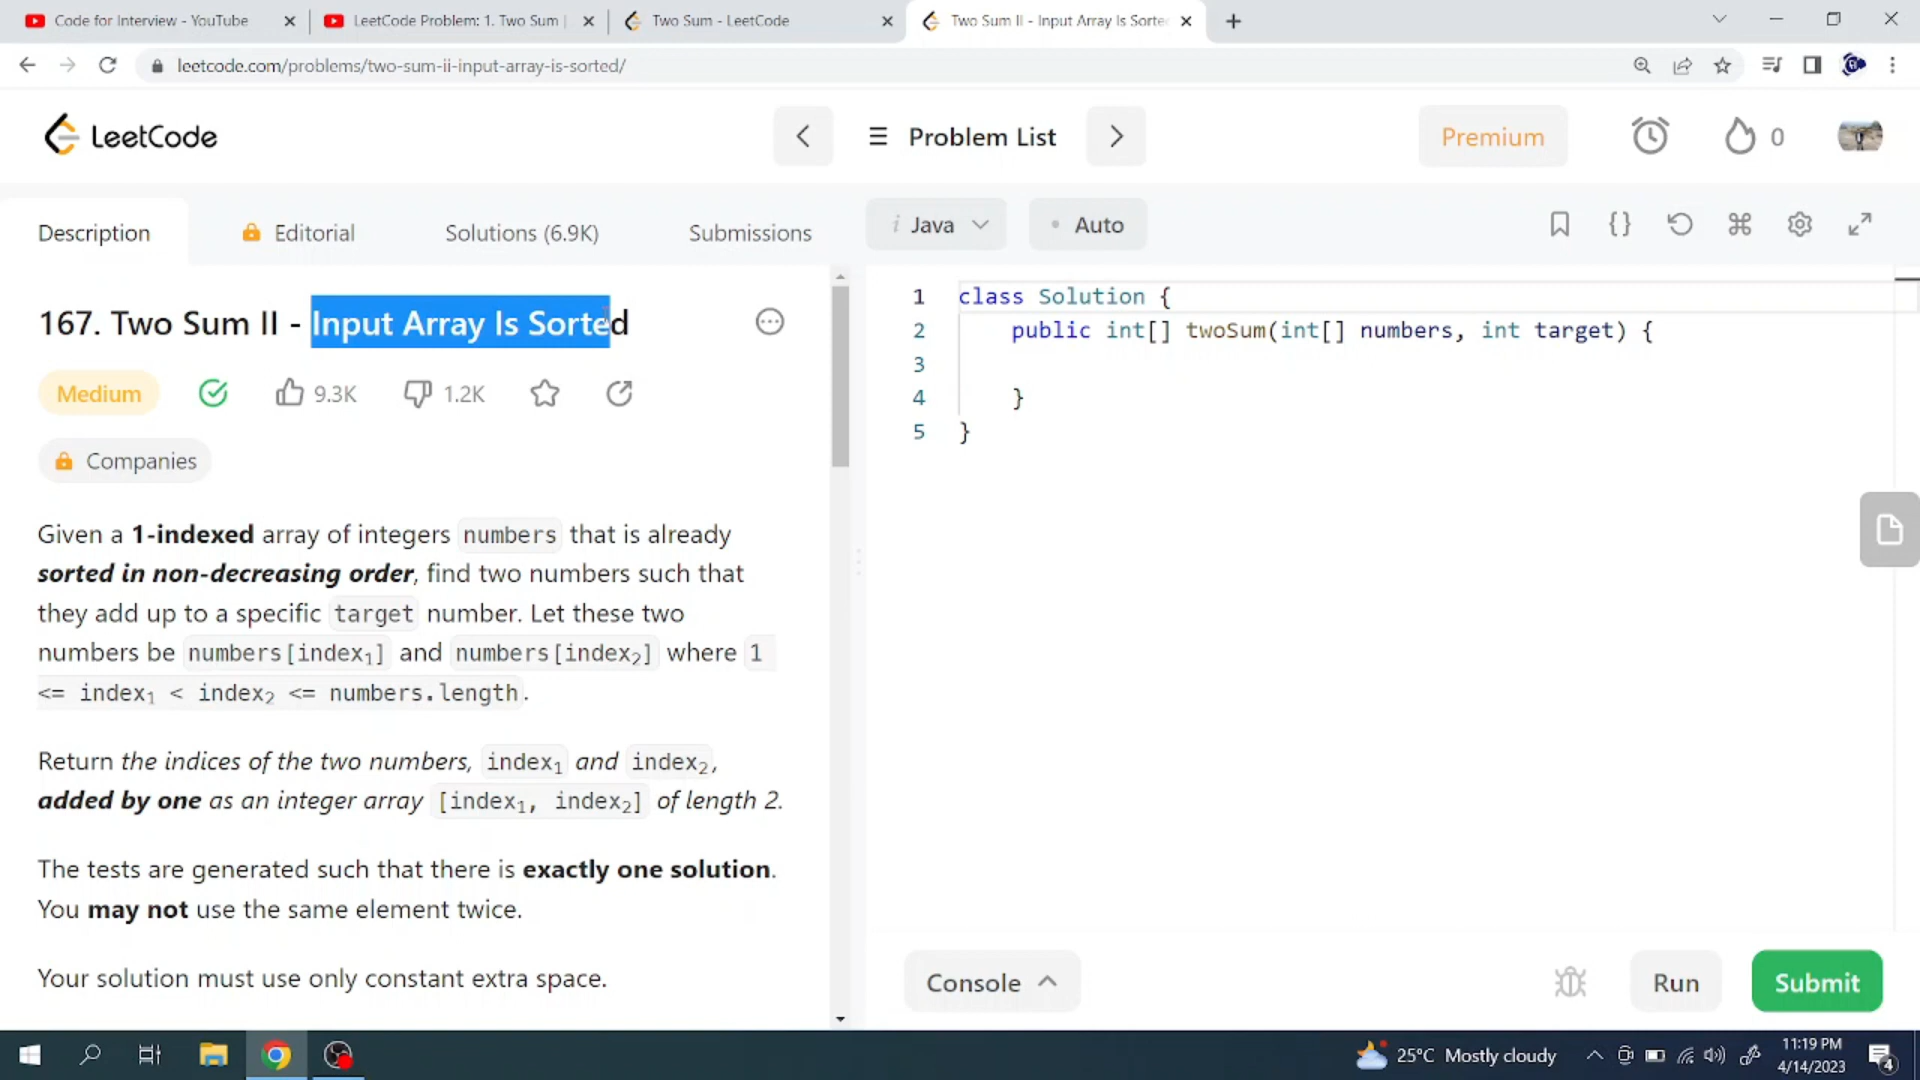 Code for Interview - YouTube
LeetCode Problem: 1. Two Sum |
Two Sum - LeetCode
Two Sum II - Input Array Is Sorte
leetcode.com/problems/two-sum-ii-input-array-is-sorted/
LeetCode
Problem List
Premium
0
Description
Editorial
Solutions (6.9K)
Submissions
i Java
• Auto
167. Two Sum II - Input Array Is Sorted
Medium
9.3K
1.2K
Companies
Given a 1-indexed array of integers numbers that is already
sorted in non-decreasing order, find two numbers such that
they add up to a specific target number. Let these two
numbers be numbers[index₁] and numbers[index₂] where 1
<= index₁ < index₂ <= numbers.length.
Return the indices of the two numbers, index₁ and index₂,
added by one as an integer array [index₁, index₂] of length 2.
The tests are generated such that there is exactly one solution.
You may not use the same element twice.
Your solution must use only constant extra space.
1 class Solution {
2 public int[] twoSum(int[] numbers, int target) {
3
4 }
5 }
Console
Run
Submit
25°C Mostly cloudy
11:19 PM
4/14/2023
4